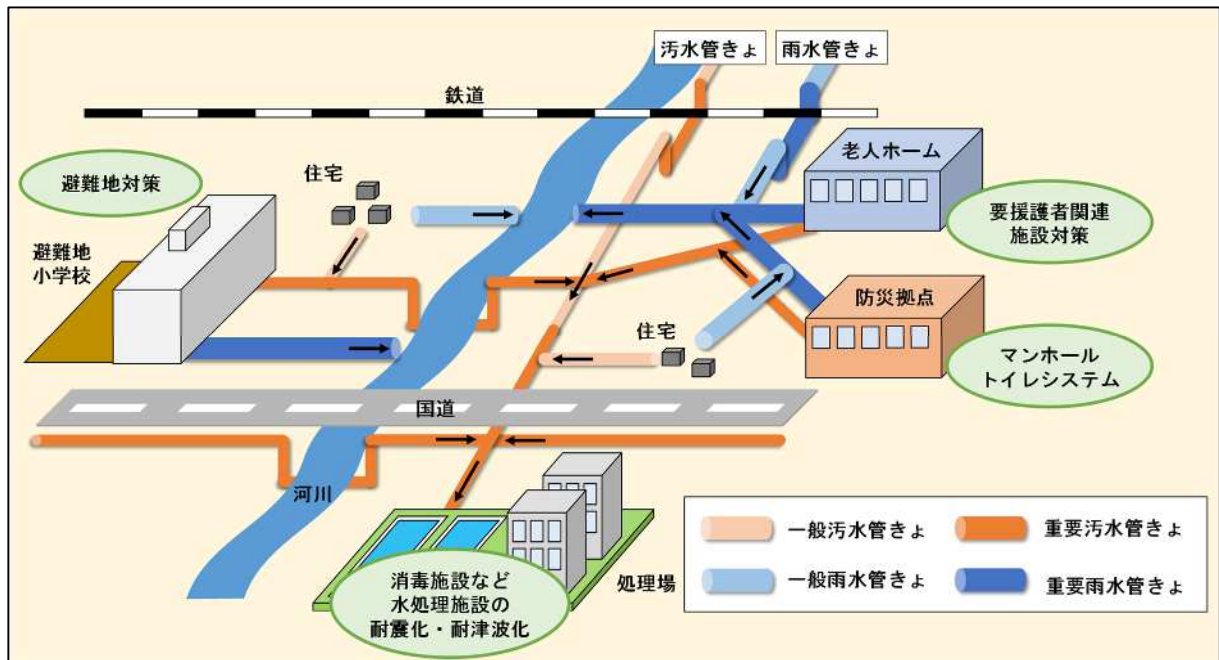 汚水管きょ
雨水管きょ
鉄道
老人ホーム
避難地対策
住宅
要援護者関連
施設対策
避難地
小学校
防災拠点
住宅
マンホール
トイレシステム
国道
河川
一般汚水管きょ
重要汚水管きょ
一般雨水管きょ
重要雨水管きょ
処理場
消毒施設など
水処理施設の
耐震化・耐津波化